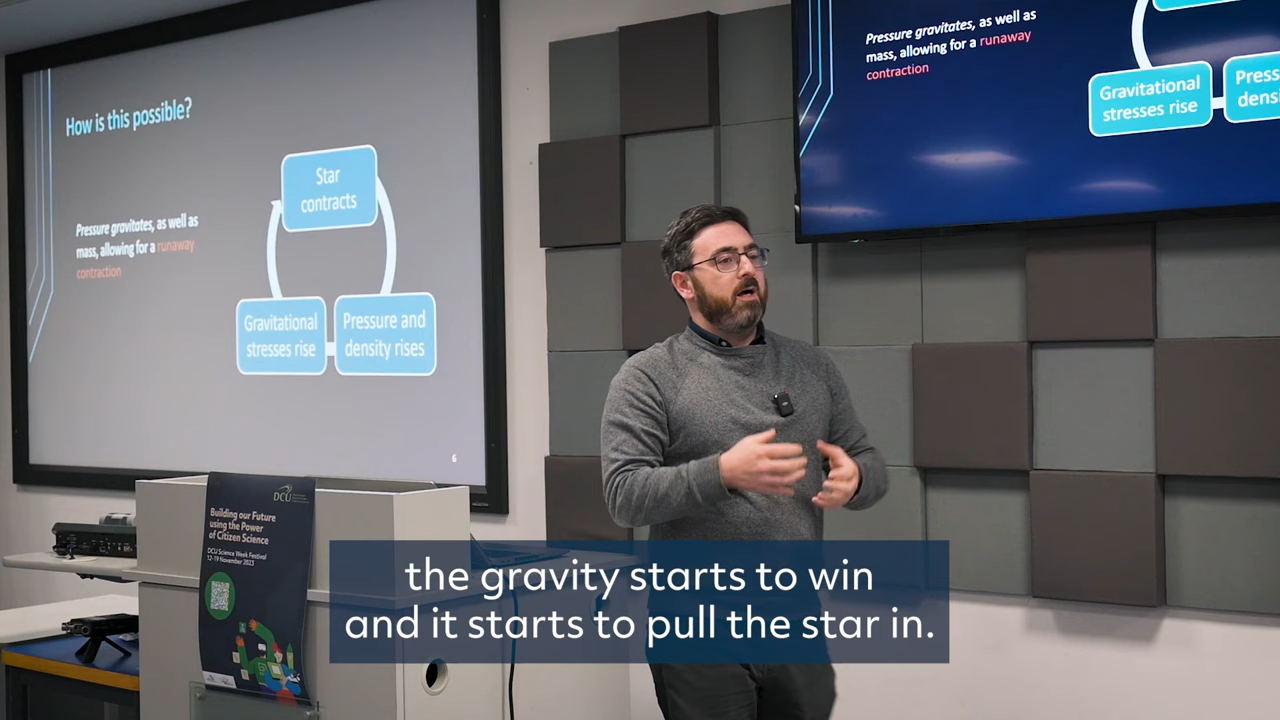 How is this possible?
Pressure gravitates, as well as
mass, allowing for a runaway
contraction
Star
contracts
Gravitational
stresses rise
Pressure and
density rises
6
Pressure gravitates, as well as
mass, allowing for a runaway
contraction
Gravitational
stresses rise
Press
densi
DCU
Building our Future
using the Power
of Citizen Science
DCU Science Week Festival
12-19 November 2023
the gravity starts to win
and it starts to pull the star in.